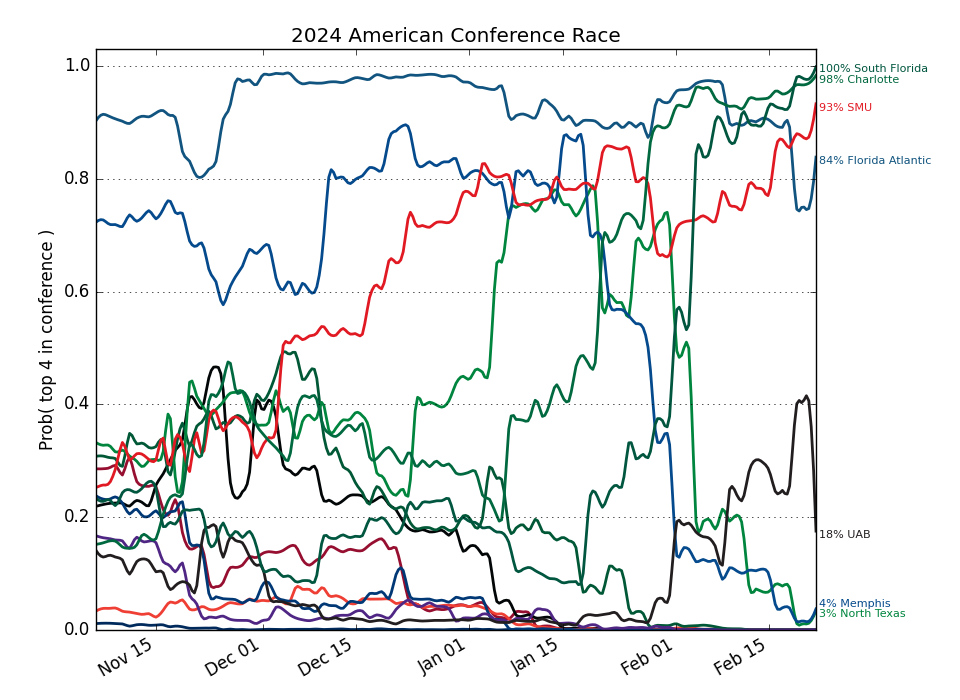 2024 American Conference Race
1.0
0.8
0.6
0.4
0.2
0.0
Prob( top 4 in conference )
100% South Florida
98% Charlotte
93% SMU
84% Florida Atlantic
18% UAB
4% Memphis
3% North Texas
Nov 15
Dec 01
Dec 15
Jan 01
Jan 15
Feb 01
Feb 15